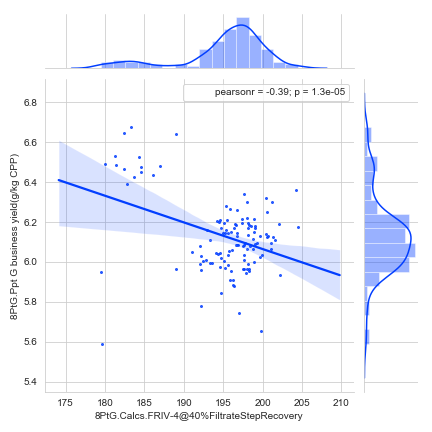 pearsonr = -0.39; p = 1.3e-05
8PtG.Ppt G business yield(g/kg CPP)
6.8
6.6
6.4
6.2
6.0
5.8
5.6
5.4
175 180 185 190 195 200 205 210
8PtG.Calcs.FRIV-4@40%FiltrateStepRecovery